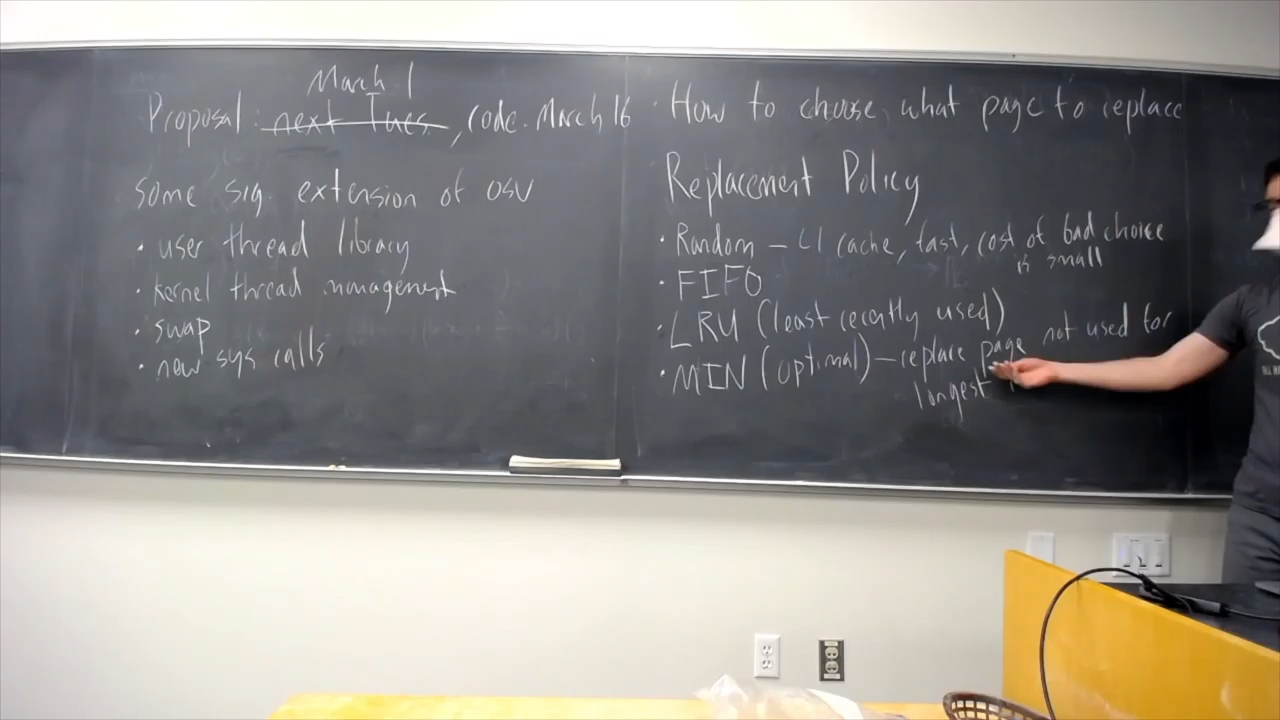 March 1
Proposal: next Tues., code. March 16
some sig. extension of OSV
• user thread library
• kernel thread management
• swap
• new sys calls
• How to choose what page to replace
Replacement Policy
• Random – L1 cache, fast, cost of bad choice
is small
• FIFO
• LRU (least recently used)
• MIN (optimal) – replace page not used for
longest